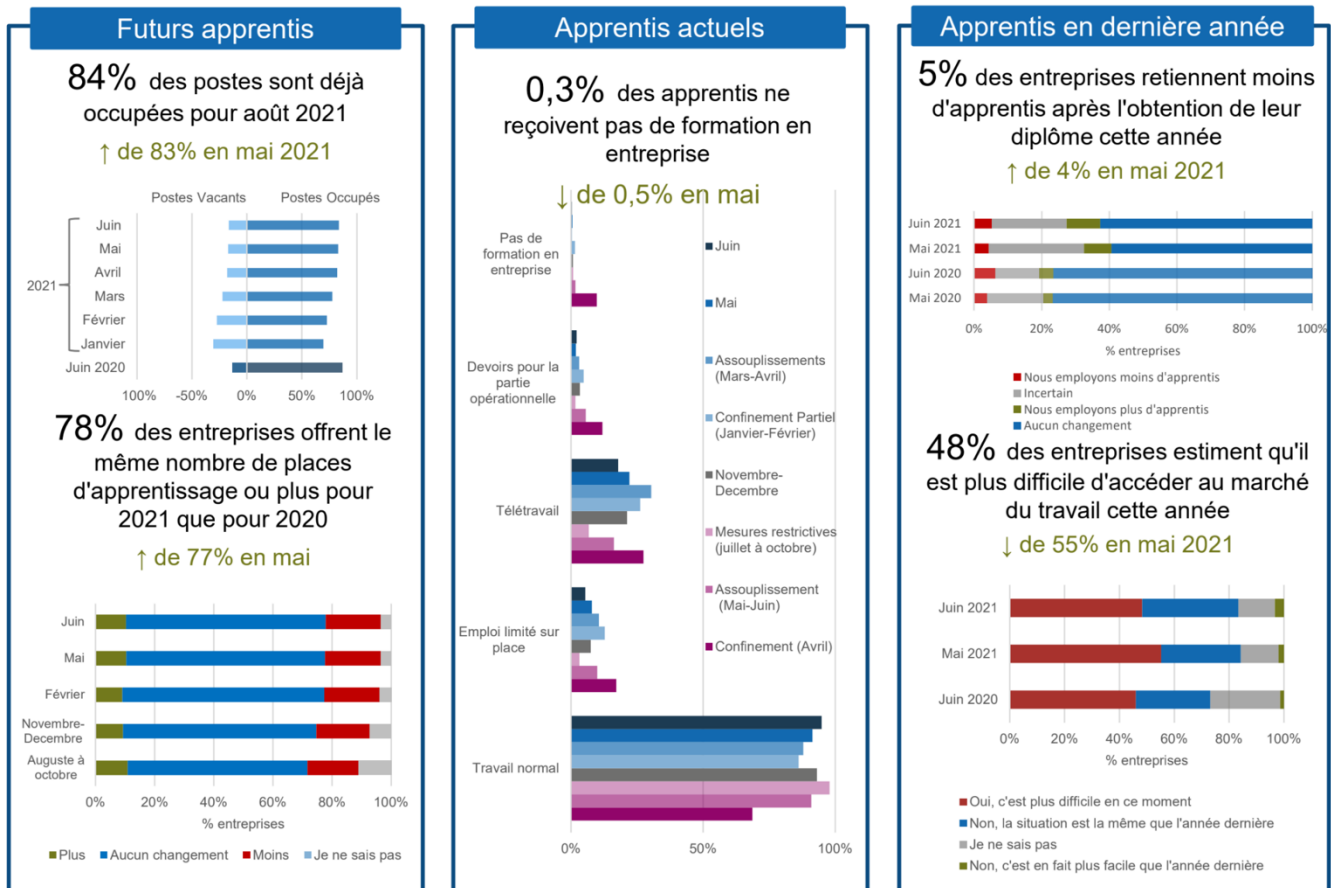 Futurs apprentis
84% des postes sont déjà
occupées pour août 2021
↑ de 83% en mai 2021
Postes Vacants Postes Occupés
Juin
Mai
Avril
2021
Mars
Février
Janvier
Juin 2020
100% -50% 0% 50% 100%
78% des entreprises offrent le
même nombre de places
d'apprentissage ou plus pour
2021 que pour 2020
↑ de 77% en mai
Juin
Mai
Février
Novembre-
Decembre
Auguste à
octobre
0% 20% 40% 60% 80% 100%
% entreprises
Plus Aucun changement Moins Je ne sais pas
Apprentis actuels
0,3% des apprentis ne
reçoivent pas de formation en
entreprise
↓ de 0,5% en mai
Pas de
formation en
entreprise
Devoirs pour la
partie
opérationnelle
Télétravail
Emploi limité sur
place
Travail normal
Juin
Mai
Assouplissements
(Mars-Avril)
Confinement Partiel
(Janvier-Février)
Novembre-
Decembre
Mesures restrictives
(juillet à octobre)
Assouplissement
(Mai-Juin)
Confinement (Avril)
0% 50% 100%
Apprentis en dernière année
5% des entreprises retiennent moins
d'apprentis après l'obtention de leur
diplôme cette année
↑ de 4% en mai 2021
Juin 2021
Mai 2021
Juin 2020
Mai 2020
0% 20% 40% 60% 80% 100%
% entreprises
Nous employons moins d'apprentis
Incertain
Nous employons plus d'apprentis
Aucun changement
48% des entreprises estiment qu'il
est plus difficile d'accéder au marché
du travail cette année
↓ de 55% en mai 2021
Juin 2021
Mai 2021
Juin 2020
0% 20% 40% 60% 80% 100%
% entreprises
Oui, c'est plus difficile en ce moment
Non, la situation est la même que l'année dernière
Je ne sais pas
Non, c'est en fait plus facile que l'année dernière